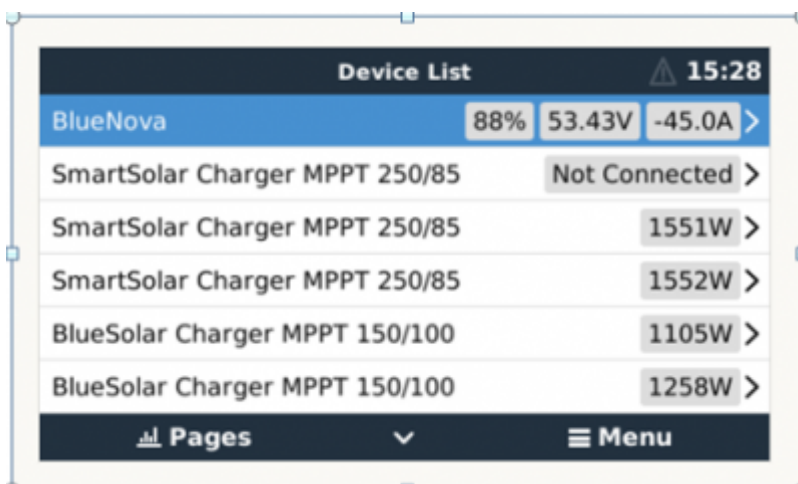 Device List 15:28
BlueNova 88% 53.43V -45.0A
SmartSolar Charger MPPT 250/85 Not Connected
SmartSolar Charger MPPT 250/85 1551W
SmartSolar Charger MPPT 250/85 1552W
BlueSolar Charger MPPT 150/100 1105W
BlueSolar Charger MPPT 150/100 1258W
Pages Menu